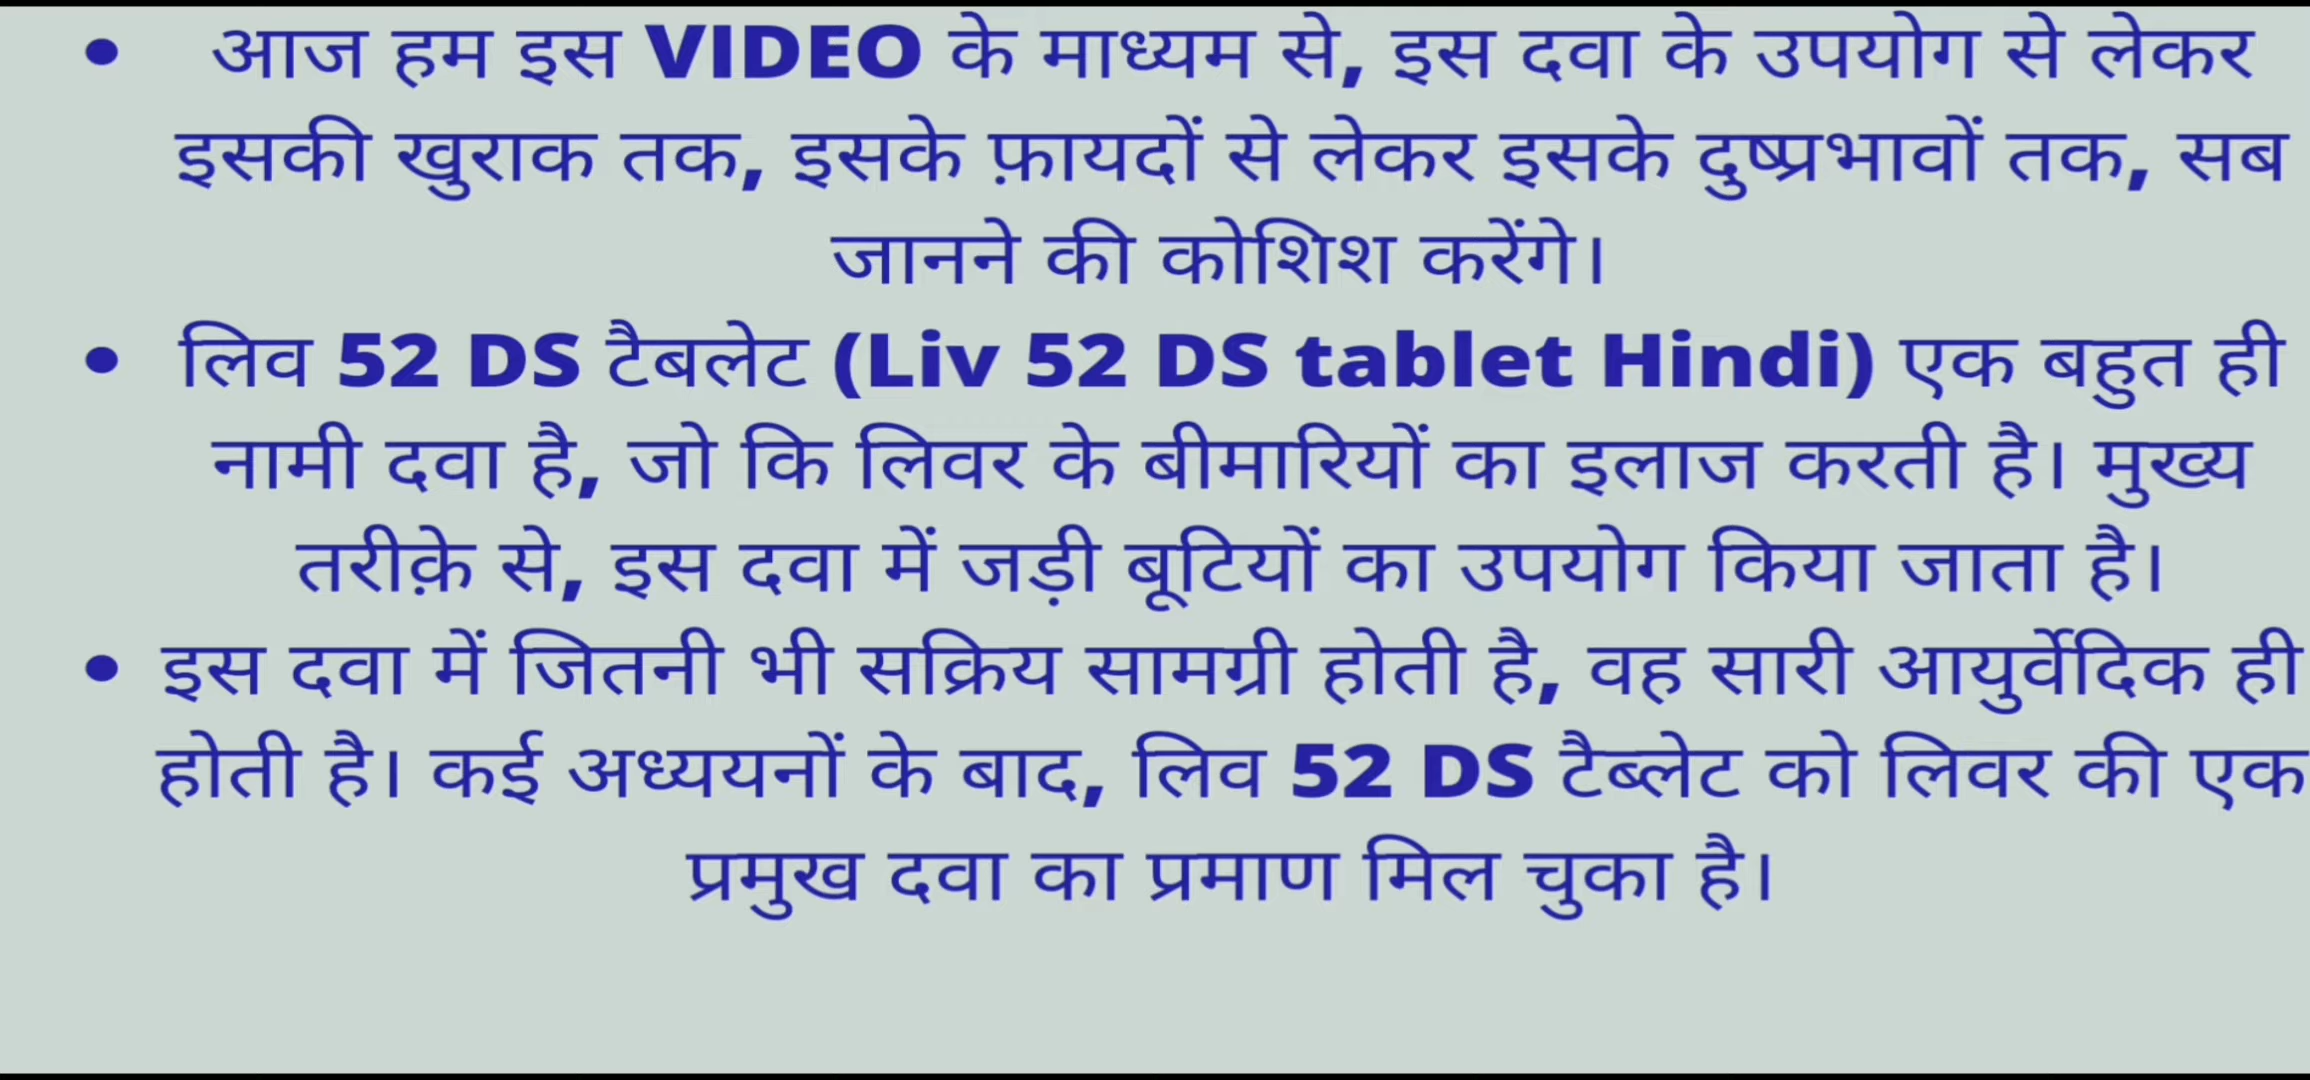 • आज हम इस VIDEO के माध्यम से, इस दवा के उपयोग से लेकर
इसकी खुराक तक, इसके फ़ायदों से लेकर इसके दुष्प्रभावों तक, सब
जानने की कोशिश करेंगे।
• लिव 52 DS टैबलेट (Liv 52 DS tablet Hindi) एक बहुत ही
नामी दवा है, जो कि लिवर के बीमारियों का इलाज करती है। मुख्य
तरीक़े से, इस दवा में जड़ी बूटियों का उपयोग किया जाता है।
• इस दवा में जितनी भी सक्रिय सामग्री होती है, वह सारी आयुर्वेदिक ही
होती है। कई अध्ययनों के बाद, लिव 52 DS टैब्लेट को लिवर की एक
प्रमुख दवा का प्रमाण मिल चुका है।